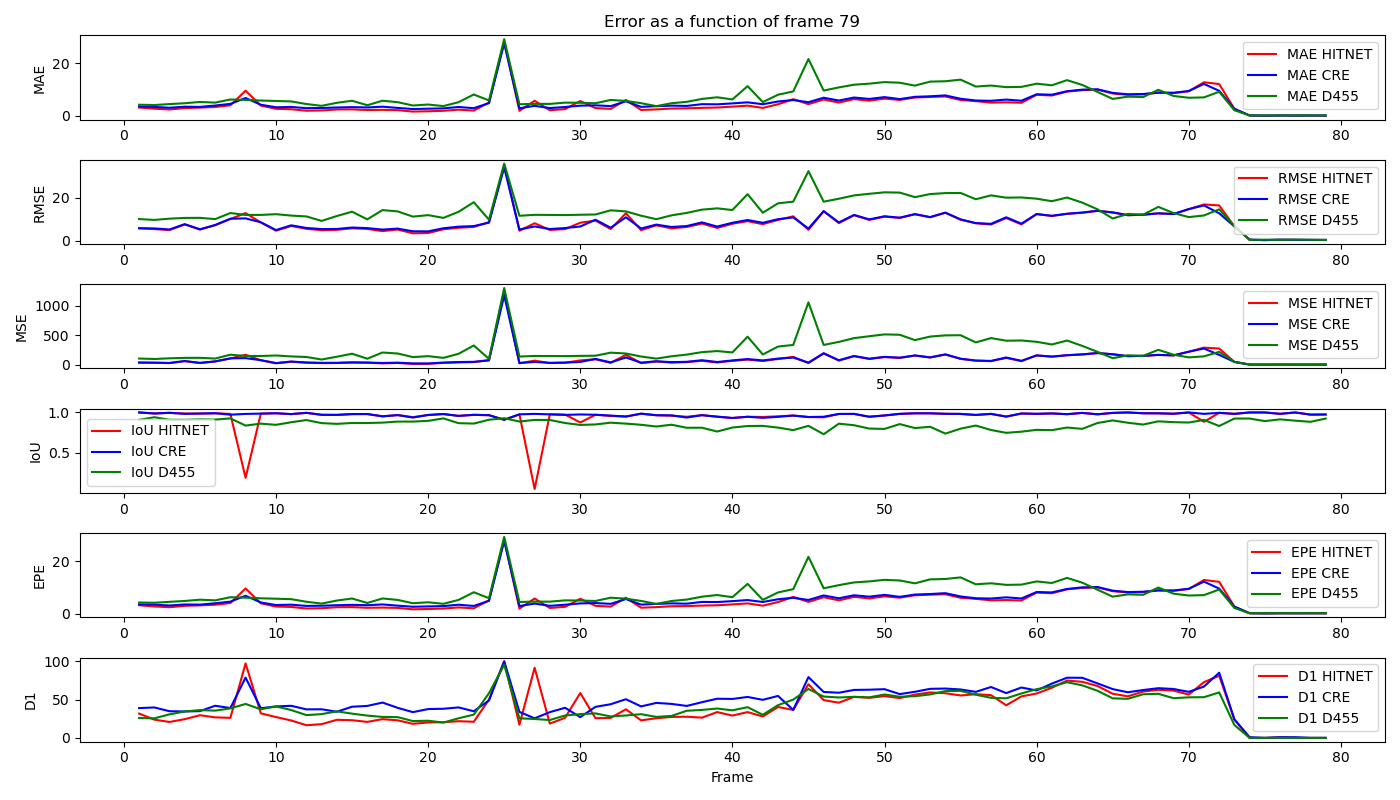 Error as a function of frame 79
MAE
20
0
MAE HITNET
MAE CRE
MAE D455
0 10 20 30 40 50 60 70 80
RMSE
20
0
RMSE HITNET
RMSE CRE
RMSE D455
0 10 20 30 40 50 60 70 80
MSE
1000
500
0
MSE HITNET
MSE CRE
MSE D455
0 10 20 30 40 50 60 70 80
IoU
1.0
0.5
IoU HITNET
IoU CRE
IoU D455
0 10 20 30 40 50 60 70 80
EPE
20
0
EPE HITNET
EPE CRE
EPE D455
0 10 20 30 40 50 60 70 80
D1
100
50
0
D1 HITNET
D1 CRE
D1 D455
0 10 20 30 40 50 60 70 80
Frame